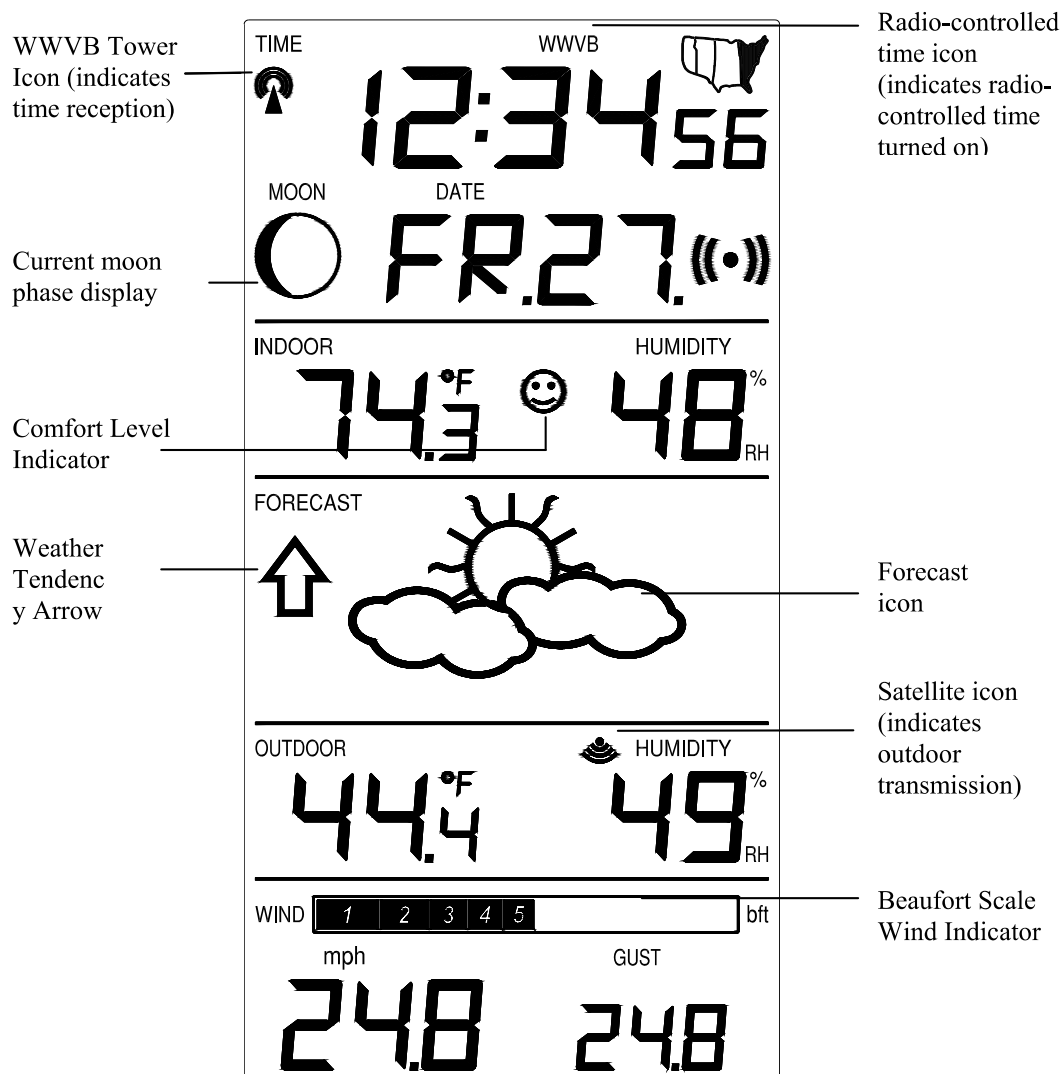 WWVB Tower
Icon (indicates
time reception)
Radio-controlled
time icon
(indicates radio-
controlled time
turned on)
TIME
WWVB
12:34 56
MOON
DATE
FR.27.
Current moon
phase display
INDOOR
HUMIDITY
74.3 °F
48 % RH
Comfort Level
Indicator
FORECAST
Weather
Tendenc
y Arrow
Forecast
icon
Satellite icon
(indicates
outdoor
transmission)
OUTDOOR
HUMIDITY
44.4 °F
49 % RH
WIND 1 2 3 4 5 bft
Beaufort Scale
Wind Indicator
mph
GUST
24.8
24.8